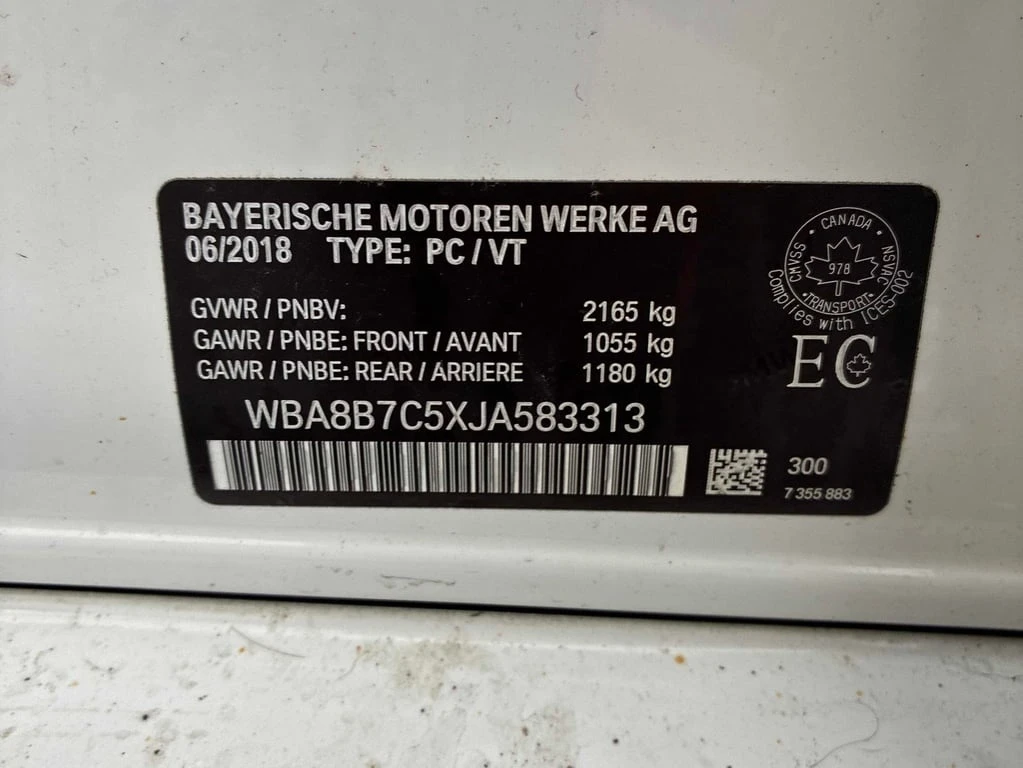 BAYERISCHE MOTOREN WERKE AG
06/2018 TYPE: PC / VT
GVWR / PNBV: 2165 kg
GAWR / PNBE: FRONT / AVANT 1055 kg
GAWR / PNBE: REAR / ARRIERE 1180 kg
WBA8B7C5XJA583313
CANADA
CMVSS
NSVAC
978
TRANSPORT
Complies with ICES-002
EC
300
7 355 883